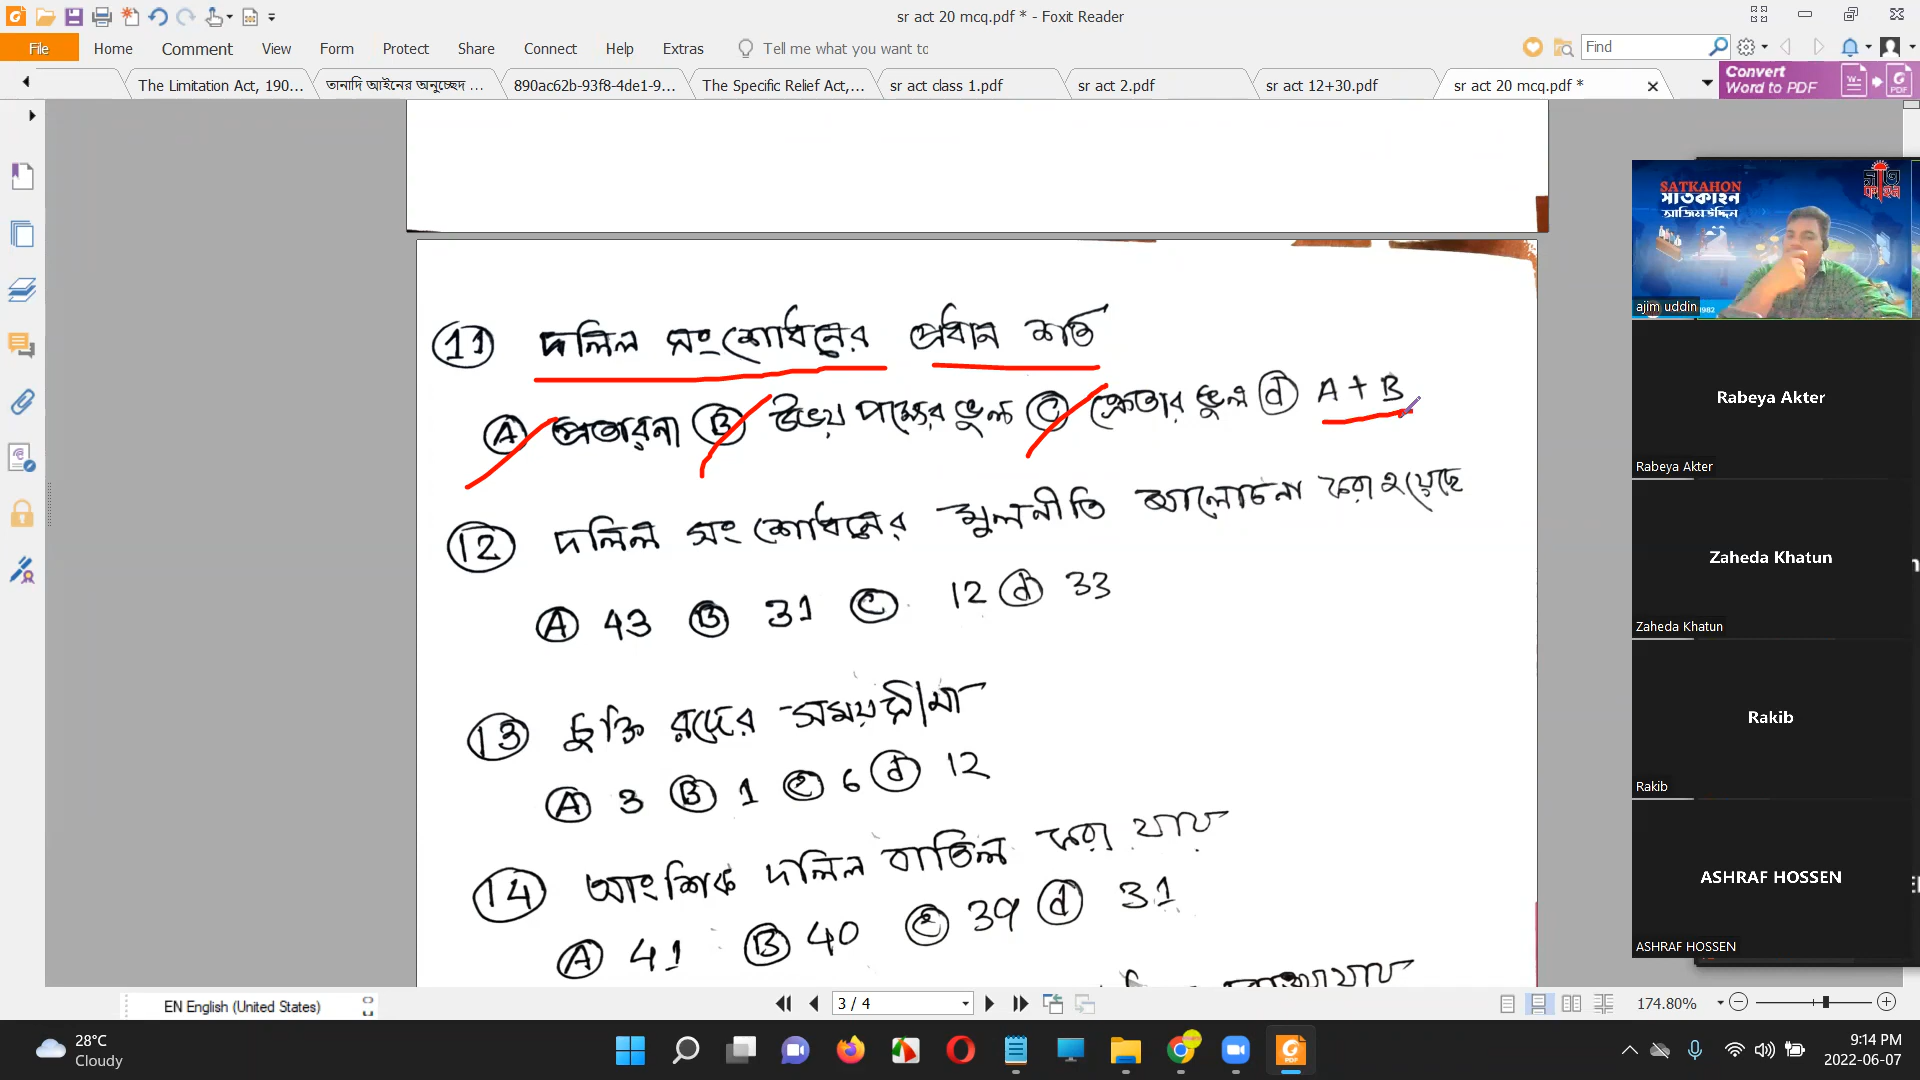 sr act 20 mcq.pdf * - Foxit Reader
File Home Comment View Form Protect Share Connect Help Extras Tell me what you want to Find
The Limitation Act, 190... তানাদি আইনের অনুচ্ছেদ ... 890ac62b-93f8-4de1-9... The Specific Relief Act,... sr act class 1.pdf sr act 2.pdf sr act 12+30.pdf sr act 20 mcq.pdf *
Convert
Word to PDF
SATKAHON
সাতকাহন
আজিম উদ্দিন
ajim uddin
11 দলিল সংশোধনের প্রধান শর্ত
A প্রতারনা B উভয় পক্ষের ভুল C ক্রেতার ভুল d A + B
12 দলিল সংশোধনের মুলনীতি আলোচনা করা হয়েছে
A 43 B 31 C 12 d 33
13 চুক্তি রদের সময়সীমা
A 3 B 1 C 6 d 12
14 আংশিক দলিল বাতিল করা যায়
A 41 B 40 C 39 d 31
Rabeya Akter
Rabeya Akter
Zaheda Khatun
Zaheda Khatun
Rakib
Rakib
ASHRAF HOSSEN
ASHRAF HOSSEN
EN English (United States)
3 / 4
174.80%
28°C
Cloudy
9:14 PM
2022-06-07